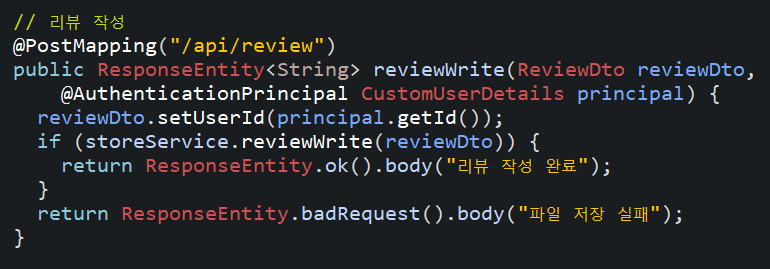 // 리뷰 작성
@PostMapping("/api/review")
public ResponseEntity<String> reviewWrite(ReviewDto reviewDto,
    @AuthenticationPrincipal CustomUserDetails principal) {
  reviewDto.setUserId(principal.getId());
  if (storeService.reviewWrite(reviewDto)) {
    return ResponseEntity.ok().body("리뷰 작성 완료");
  }
  return ResponseEntity.badRequest().body("파일 저장 실패");
}